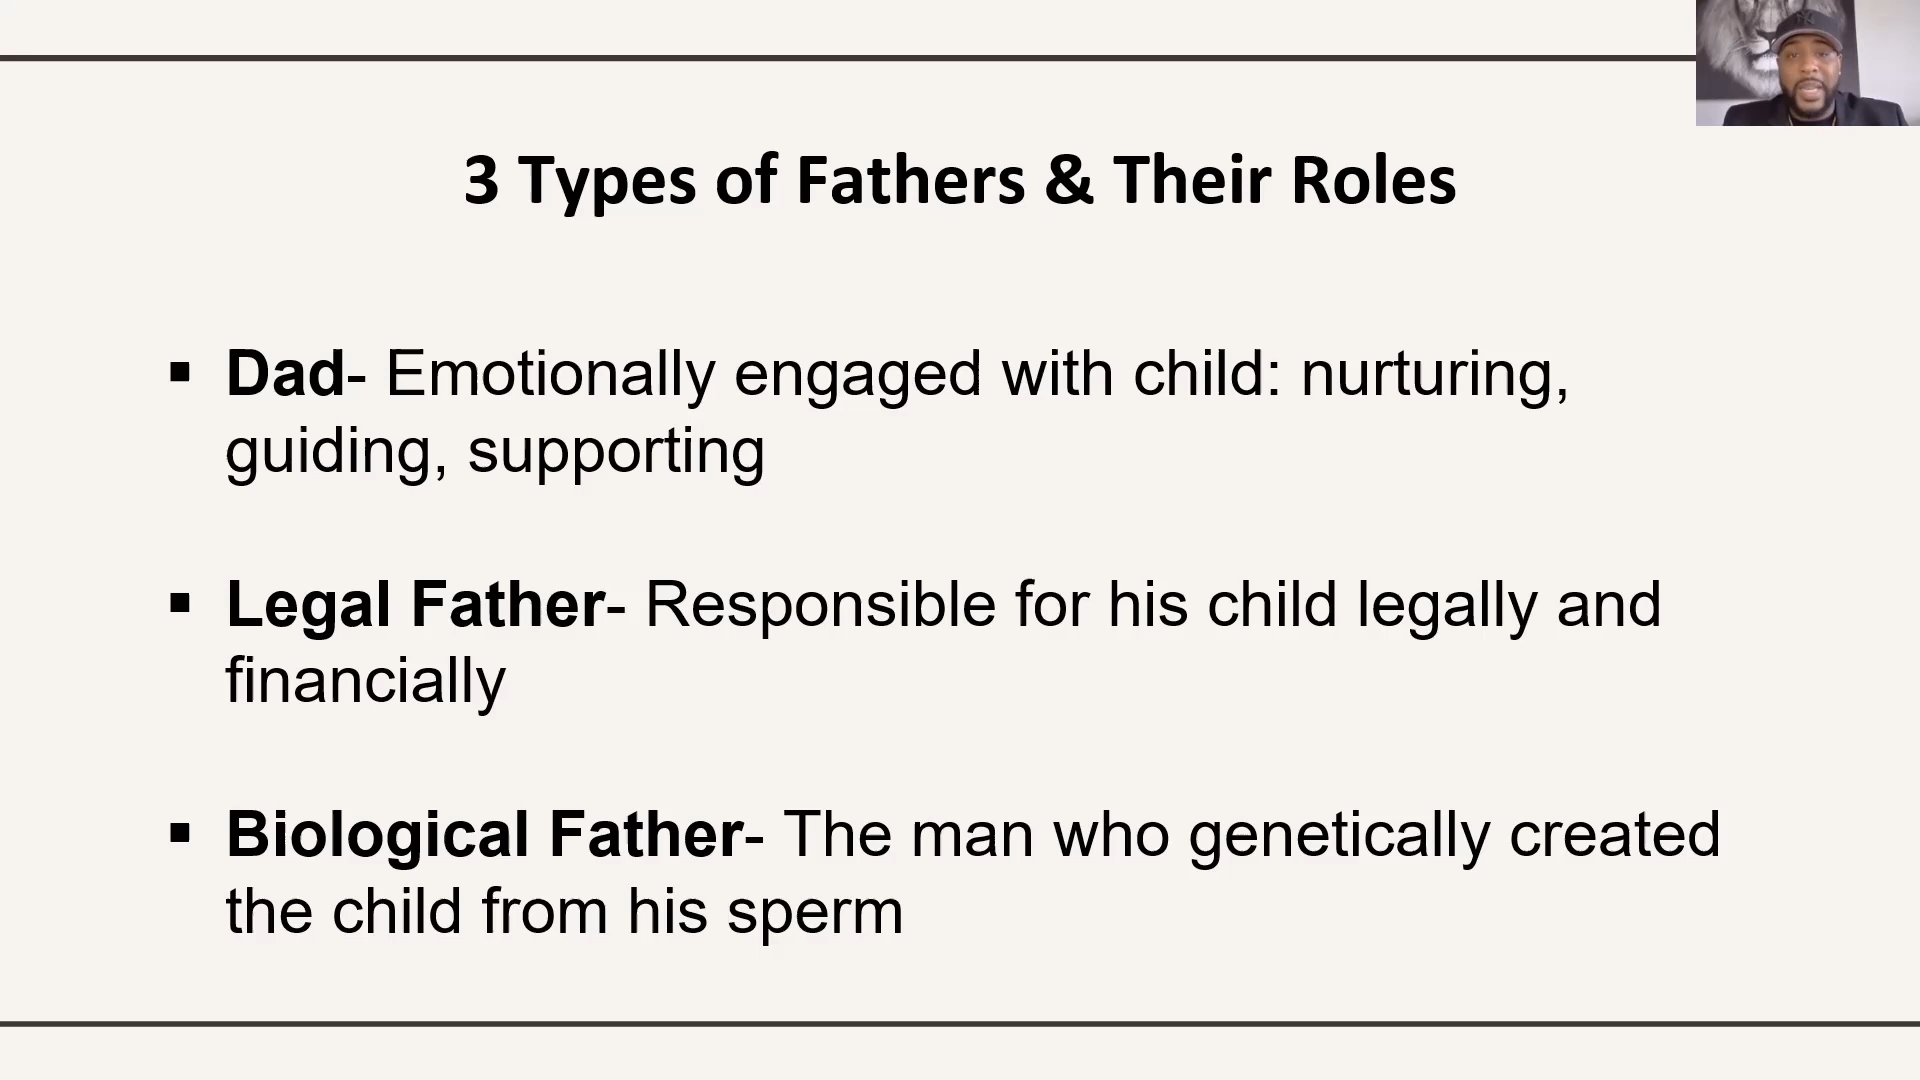 3 Types of Fathers & Their Roles
▪ Dad- Emotionally engaged with child: nurturing,
guiding, supporting
▪ Legal Father- Responsible for his child legally and
financially
▪ Biological Father- The man who genetically created
the child from his sperm